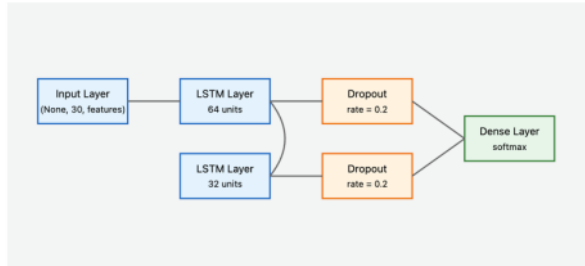 Input Layer
(None, 30, features)
LSTM Layer
64 units
Dropout
rate = 0.2
LSTM Layer
32 units
Dropout
rate = 0.2
Dense Layer
softmax